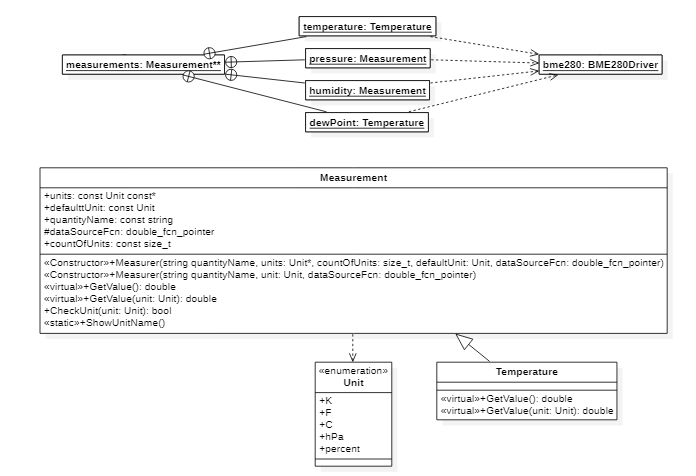 temperature: Temperature
measurements: Measurement**
pressure: Measurement
bme280: BME280Driver
humidity: Measurement
dewPoint: Temperature
Measurement
+units: const Unit const*
+defaulttUnit: const Unit
+quantityName: const string
#dataSourceFcn: double_fcn_pointer
+countOfUnits: const size_t
«Constructor»+Measurer(string quantityName, units: Unit*, countOfUnits: size_t, defaultUnit: Unit, dataSourceFcn: double_fcn_pointer)
«Constructor»+Measurer(string quantityName, unit: Unit, dataSourceFcn: double_fcn_pointer)
«virtual»+GetValue(): double
«virtual»+GetValue(unit: Unit): double
+CheckUnit(unit: Unit): bool
«static»+ShowUnitName()
«enumeration»
Unit
+K
+F
+C
+hPa
+percent
Temperature
«virtual»+GetValue(): double
«virtual»+GetValue(unit: Unit): double